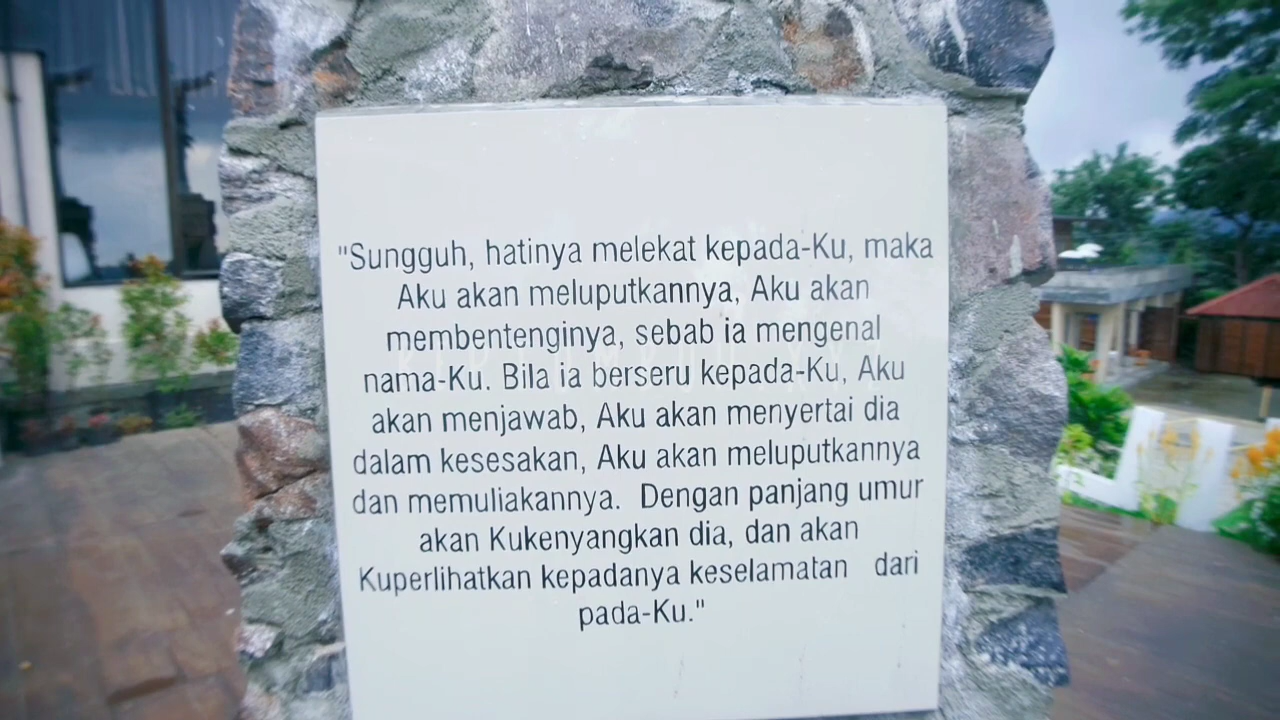 "Sungguh, hatinya melekat kepada-Ku, maka
Aku akan meluputkannya, Aku akan
membentenginya, sebab ia mengenal
nama-Ku. Bila ia berseru kepada-Ku, Aku
akan menjawab, Aku akan menyertai dia
dalam kesesakan, Aku akan meluputkannya
dan memuliakannya.  Dengan panjang umur
akan Kukenyangkan dia, dan akan
Kuperlihatkan kepadanya keselamatan   dari
pada-Ku."